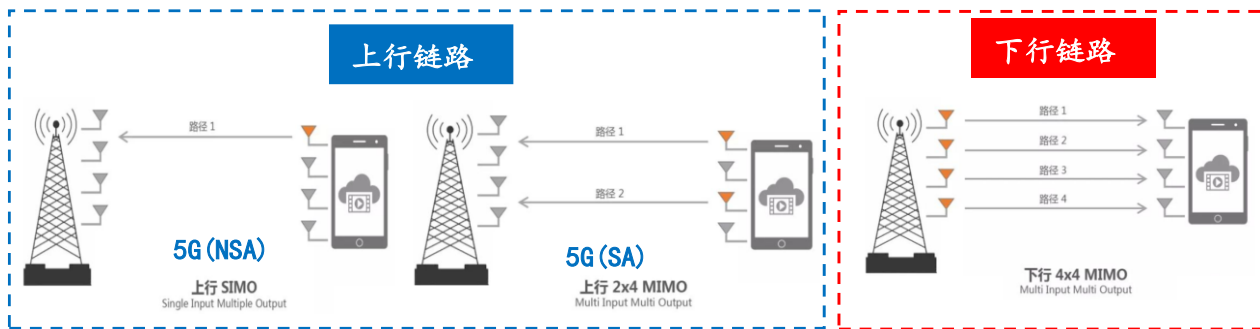 上行链路
路径 1
5G(NSA)
上行 SIMO
Single Input Multiple Output
路径 1
路径 2
5G(SA)
上行 2x4 MIMO
Multi Input Multi Output
下行链路
路径 1
路径 2
路径 3
路径 4
下行 4x4 MIMO
Multi Input Multi Output